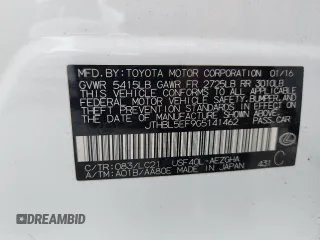 MFD. BY: TOYOTA MOTOR CORPORATION 01/16
GVWR 5415LB GAWR FR 2725LB RR 3010LB
THIS VEHICLE CONFORMS TO ALL APPLICABLE
FEDERAL MOTOR VEHICLE SAFETY, BUMPER, AND
THEFT PREVENTION STANDARDS IN EFFECT ON
THE DATE OF MANUFACTURE SHOWN ABOVE.
JTHBL5EF9G5141462 PASS. CAR
C/TR: 083/LC21 USF40L-AEZGHA
A/TM: A01B/AA80E 431 C
MADE IN JAPAN